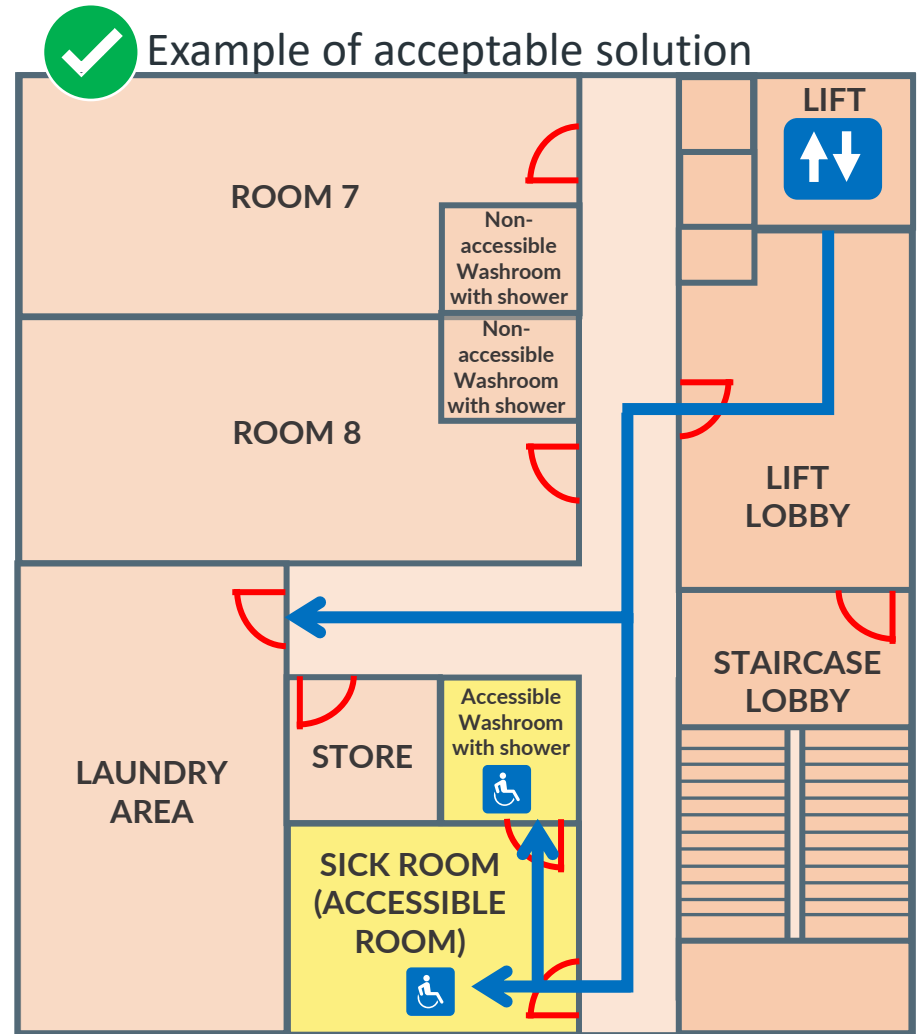 Example of acceptable solution
LIFT
ROOM 7
Non-
accessible
Washroom
with shower
Non-
accessible
Washroom
with shower
ROOM 8
LIFT
LOBBY
STAIRCASE
LOBBY
Accessible
Washroom
with shower
STORE
LAUNDRY
AREA
SICK ROOM
(ACCESSIBLE
ROOM)